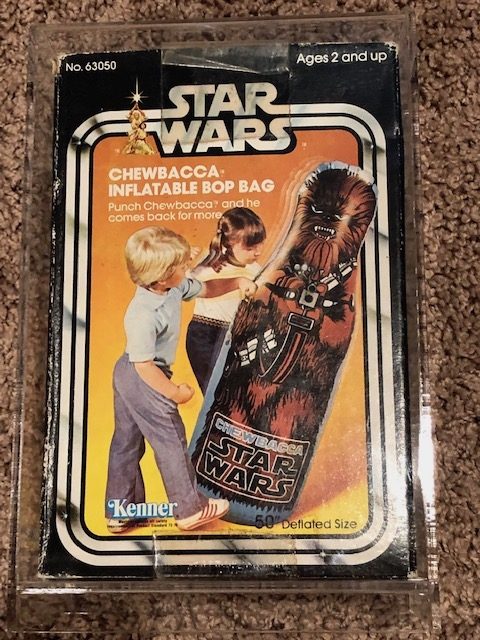 No. 63050
Ages 2 and up
STAR
WARS
CHEWBACCA
INFLATABLE BOP BAG
Punch Chewbacca™ and he
comes back for more.
CHEWBACCA
STAR
WARS
Kenner
50" Deflated Size